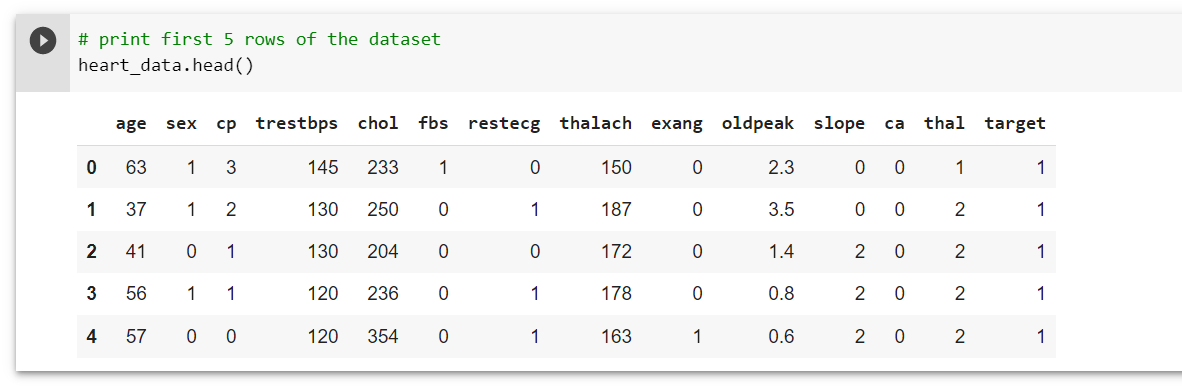 # print first 5 rows of the dataset
heart_data.head()
age sex cp trestbps chol fbs restecg thalach exang oldpeak slope ca thal target
0 63 1 3 145 233 1 0 150 0 2.3 0 0 1 1
1 37 1 2 130 250 0 1 187 0 3.5 0 0 2 1
2 41 0 1 130 204 0 0 172 0 1.4 2 0 2 1
3 56 1 1 120 236 0 1 178 0 0.8 2 0 2 1
4 57 0 0 120 354 0 1 163 1 0.6 2 0 2 1